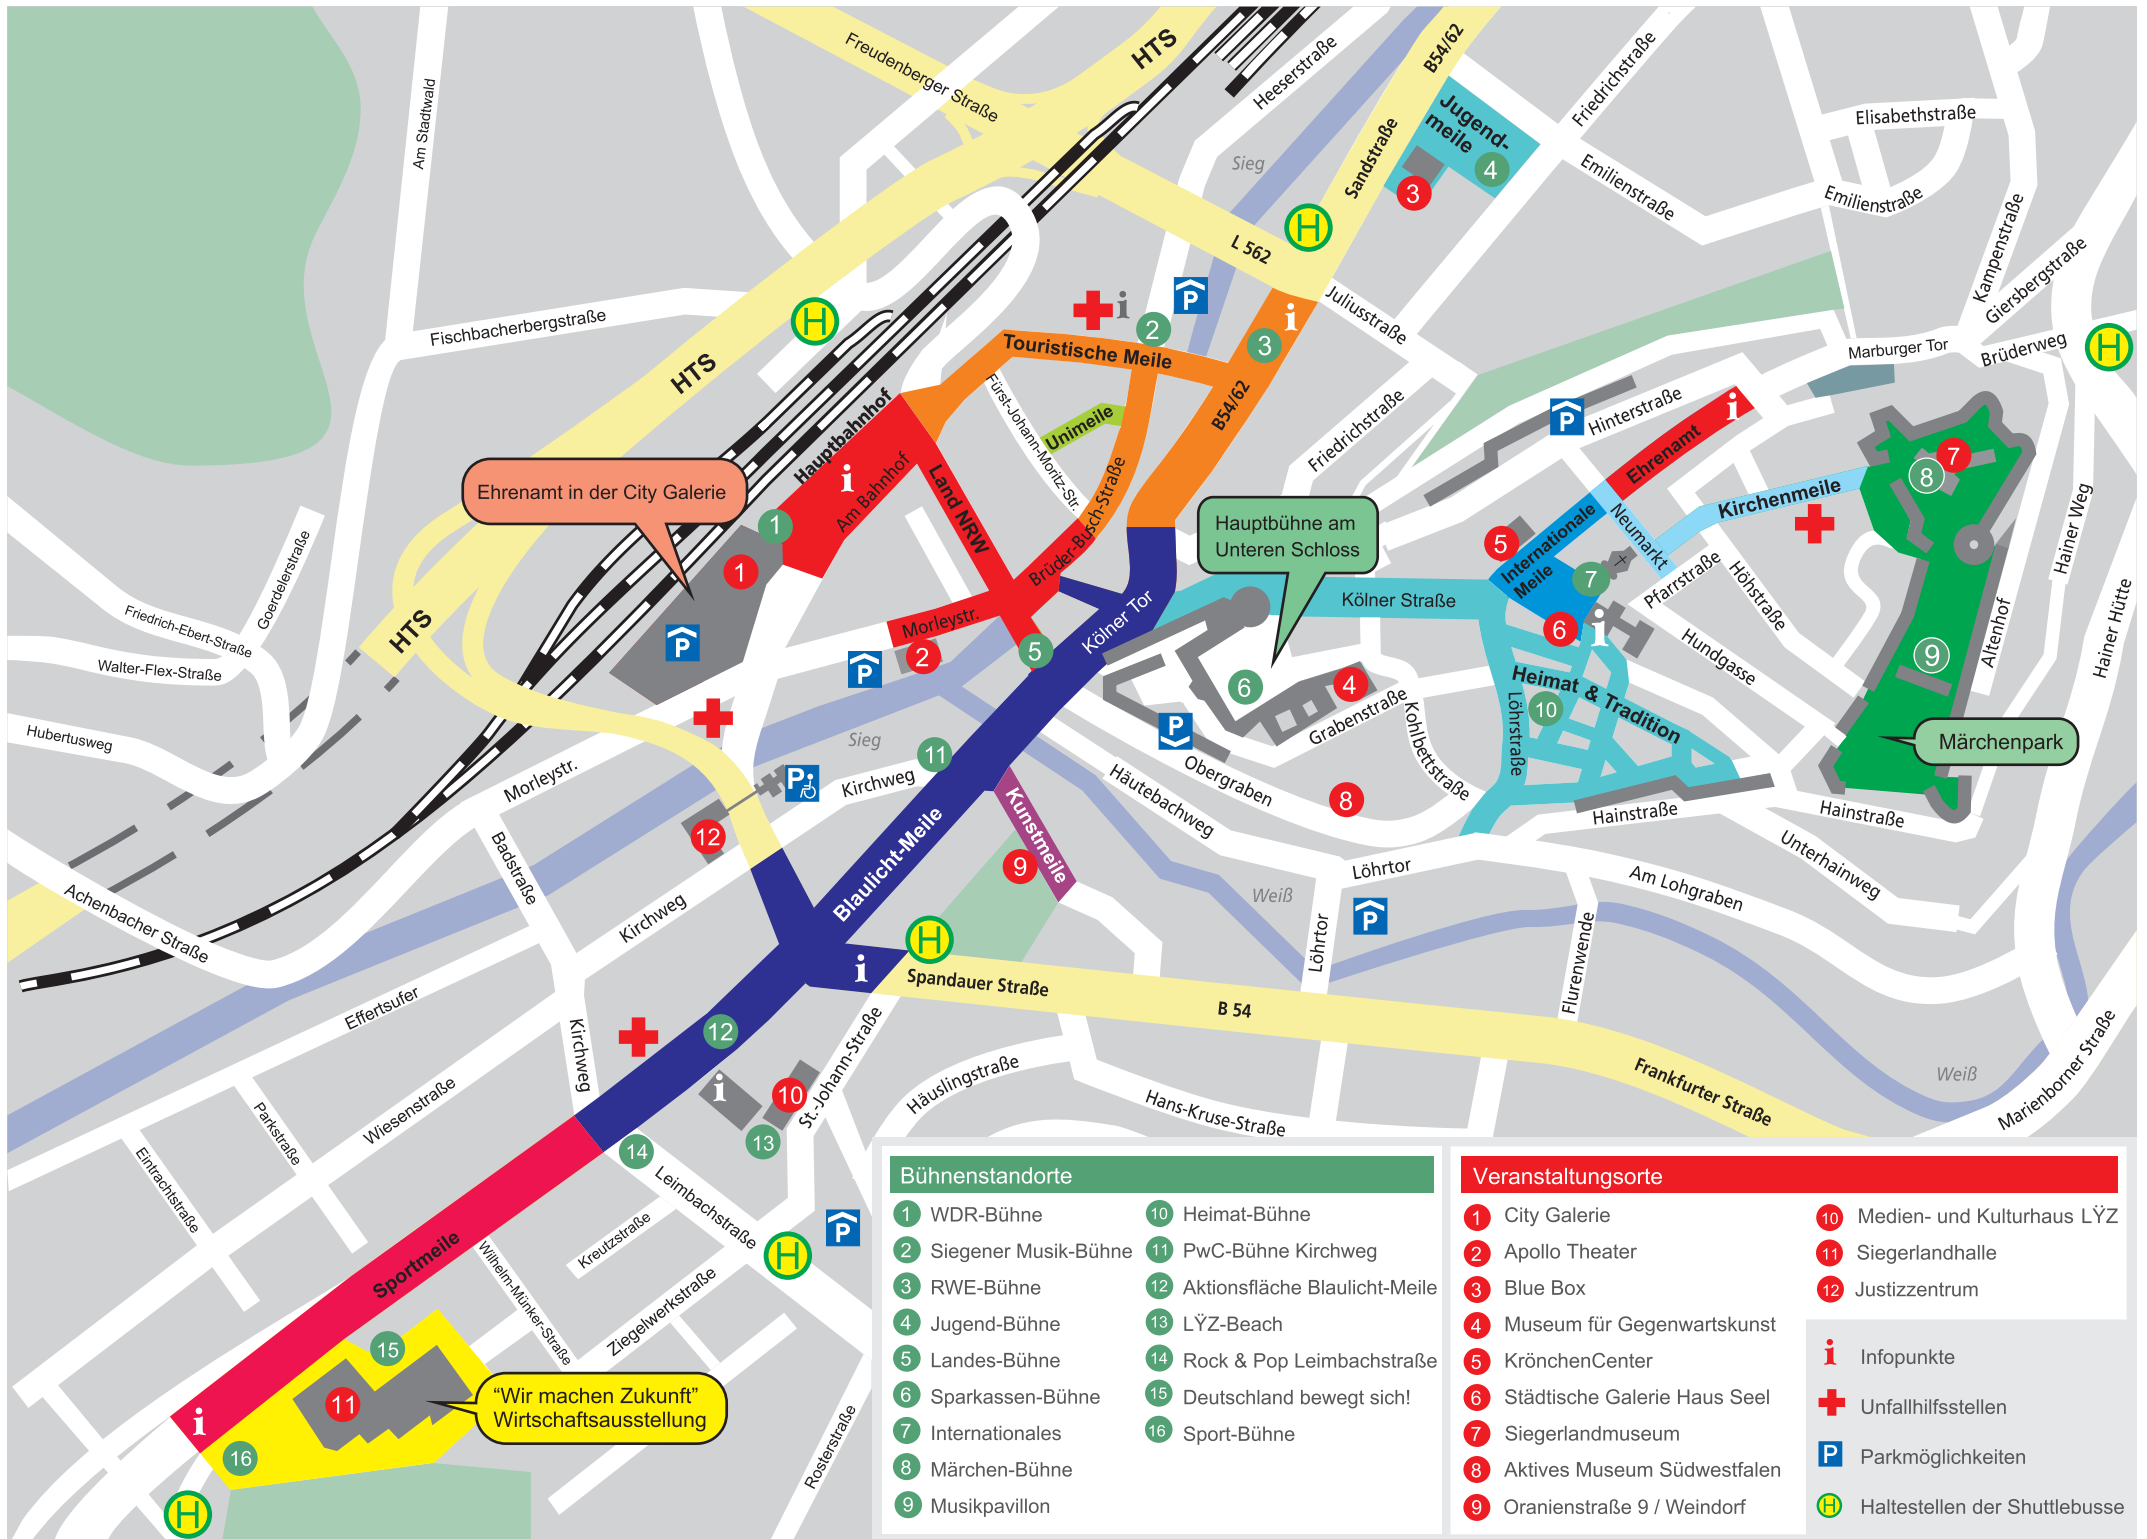 HTS
Freudenberger Straße
Heeserstraße
B54/62
Friedrichstraße
Am Stadtwald
Jugend-
meile
4
3
Elisabethstraße
Sieg
Sandstraße
Emilienstraße
Emilienstraße
H
L 562
Kampenstraße
Giersbergstraße
Fischbacherbergstraße
H
i
P
2
3
i
Juliusstraße
Touristische Meile
Marburger Tor
Brüderweg
H
HTS
Hauptbahnhof
Fürst-Johann-Moritz-Str.
Unimeile
B54/62
Friedrichstraße
P
Hinterstraße
i
Ehrenamt
Ehrenamt in der City Galerie
i
Am Bahnhof
Land NRW
Brüder-Busch-Straße
Hauptbühne am
Unteren Schloss
Kirchenmeile
7
8
1
1
5
Internationale
Meile
Neumarkt
7
Pfarrstraße
Höhstraße
Hainer Weg
Goerdelerstraße
Friedrich-Ebert-Straße
HTS
Walter-Flex-Straße
P
Morleystr.
2
P
5
Kölner Tor
Kölner Straße
6
i
Hundgasse
9
Altenhof
Hainer Hütte
6
4
Heimat & Tradition
10
Löhrstraße
Grabenstraße
Kohlbettstraße
Hubertusweg
Morleystr.
Sieg
11
Kirchweg
P
P
Obergraben
Häutebachweg
8
Märchenpark
Hainstraße
Hainstraße
Unterhainweg
12
Badstraße
Kirchweg
Kunstmeile
9
Blaulicht-Meile
Achenbacher Straße
Löhrtor
Am Lohgraben
Weiß
P
Löhrtor
Flurenwende
H
i
Spandauer Straße
B 54
Effertsufer
Kirchweg
12
i
10
13
St.-Johann-Straße
Häuslingstraße
Hans-Kruse-Straße
Frankfurter Straße
Weiß
Marienborner Straße
Wiesenstraße
Parkstraße
Eintrachtstraße
14
Leimbachstraße
H
P
Kreutzstraße
Sportmeile
Wilhelm-Münker-Straße
Ziegelwerkstraße
15
11
"Wir machen Zukunft"
Wirtschaftsausstellung
i
16
H
Rosterstraße
Bühnenstandorte
1 WDR-Bühne
2 Siegener Musik-Bühne
3 RWE-Bühne
4 Jugend-Bühne
5 Landes-Bühne
6 Sparkassen-Bühne
7 Internationales
8 Märchen-Bühne
9 Musikpavillon
10 Heimat-Bühne
11 PwC-Bühne Kirchweg
12 Aktionsfläche Blaulicht-Meile
13 LŸZ-Beach
14 Rock & Pop Leimbachstraße
15 Deutschland bewegt sich!
16 Sport-Bühne
Veranstaltungsorte
1 City Galerie
2 Apollo Theater
3 Blue Box
4 Museum für Gegenwartskunst
5 KrönchenCenter
6 Städtische Galerie Haus Seel
7 Siegerlandmuseum
8 Aktives Museum Südwestfalen
9 Oranienstraße 9 / Weindorf
10 Medien- und Kulturhaus LŸZ
11 Siegerlandhalle
12 Justizzentrum
i Infopunkte
Unfallhilfsstellen
P Parkmöglichkeiten
H Haltestellen der Shuttlebusse